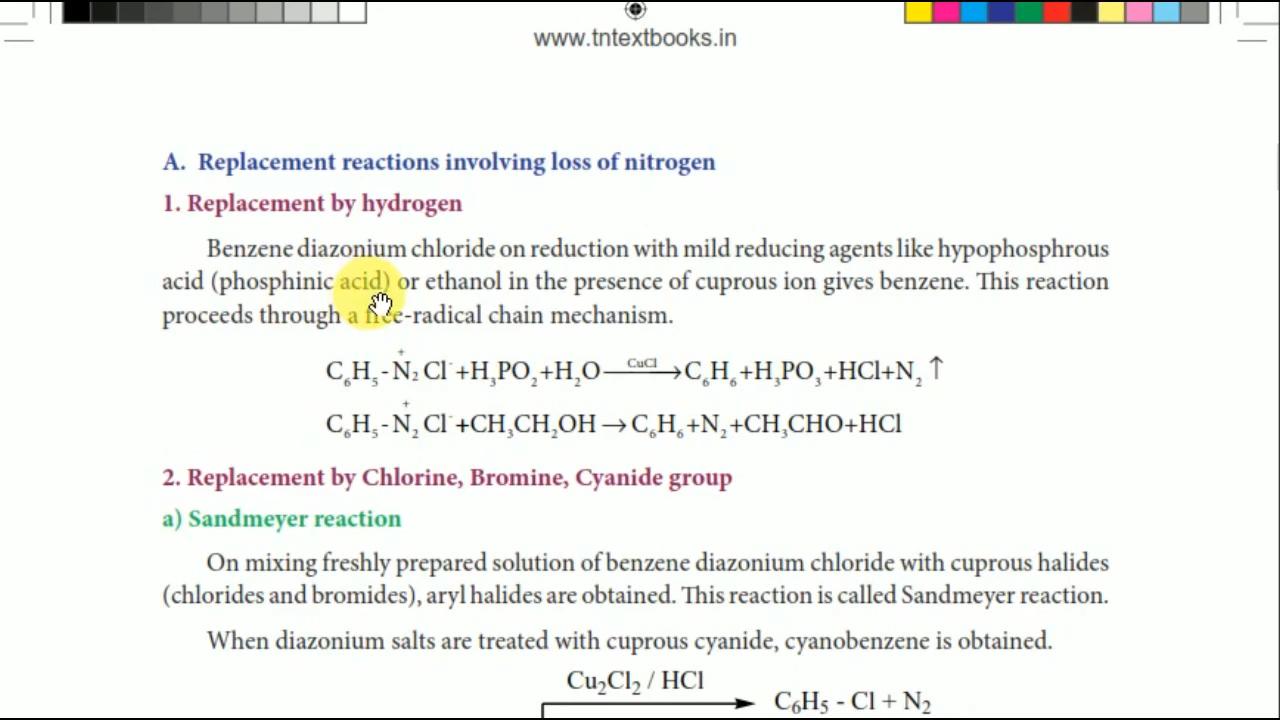 www.tntextbooks.in
A. Replacement reactions involving loss of nitrogen
1. Replacement by hydrogen
Benzene diazonium chloride on reduction with mild reducing agents like hypophosphrous
acid (phosphinic acid) or ethanol in the presence of cuprous ion gives benzene. This reaction
proceeds through a free-radical chain mechanism.
C₆H₅-N⁺₂Cl⁻+H₃PO₂+H₂O —CuCl→ C₆H₆+H₃PO₃+HCl+N₂↑
C₆H₅-N⁺₂Cl⁻+CH₃CH₂OH→C₆H₆+N₂+CH₃CHO+HCl
2. Replacement by Chlorine, Bromine, Cyanide group
a) Sandmeyer reaction
On mixing freshly prepared solution of benzene diazonium chloride with cuprous halides
(chlorides and bromides), aryl halides are obtained. This reaction is called Sandmeyer reaction.
When diazonium salts are treated with cuprous cyanide, cyanobenzene is obtained.
Cu₂Cl₂ / HCl
C₆H₅ - Cl + N₂